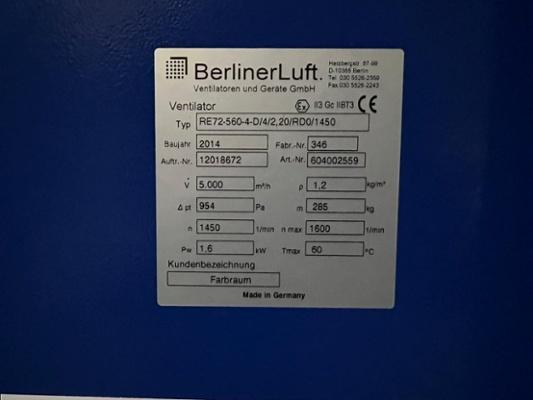 BerlinerLuft.
Ventilatoren und Geräte GmbH
Herzbergstr. 87-99
D-10365 Berlin
Tel 030 5526-2359
Fax 030 5526-2243
Ventilator Ex II3 Gc IIBT3 CE
Typ RE72-560-4-D/4/2,20/RD0/1450
Baujahr 2014 Fabr.-Nr. 346
Auftr.-Nr. 12018672 Art.-Nr. 604002559
V̇ 5.000 m³/h ρ 1,2 kg/m³
Δ pt 954 Pa m 285 kg
n 1450 1/min n max 1600 1/min
Pw 1,6 kW Tmax 60 °C
Kundenbezeichnung
Farbraum
Made in Germany